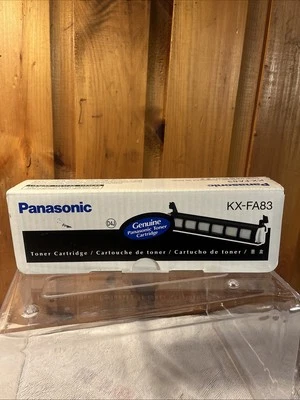 Panasonic
KX-FA83
Genuine
Panasonic Toner
Cartridge
Toner Cartridge / Cartouche de toner / Cartucho de toner /